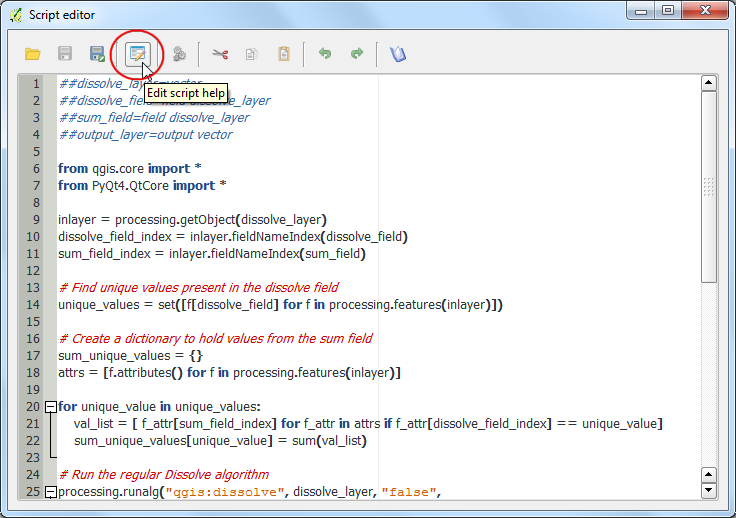 Script editor
Edit script help
1 ##dissolve_layer=vector
2 ##dissolve_field=field dissolve_layer
3 ##sum_field=field dissolve_layer
4 ##output_layer=output vector
5
6 from qgis.core import *
7 from PyQt4.QtCore import *
8
9 inlayer = processing.getObject(dissolve_layer)
10 dissolve_field_index = inlayer.fieldNameIndex(dissolve_field)
11 sum_field_index = inlayer.fieldNameIndex(sum_field)
12
13 # Find unique values present in the dissolve field
14 unique_values = set([f[dissolve_field] for f in processing.features(inlayer)])
15
16 # Create a dictionary to hold values from the sum field
17 sum_unique_values = {}
18 attrs = [f.attributes() for f in processing.features(inlayer)]
19
20 for unique_value in unique_values:
21 val_list = [ f_attr[sum_field_index] for f_attr in attrs if f_attr[dissolve_field_index] == unique_value]
22 sum_unique_values[unique_value] = sum(val_list)
23
24 # Run the regular Dissolve algorithm
25 processing.runalg("qgis:dissolve", dissolve_layer, "false",